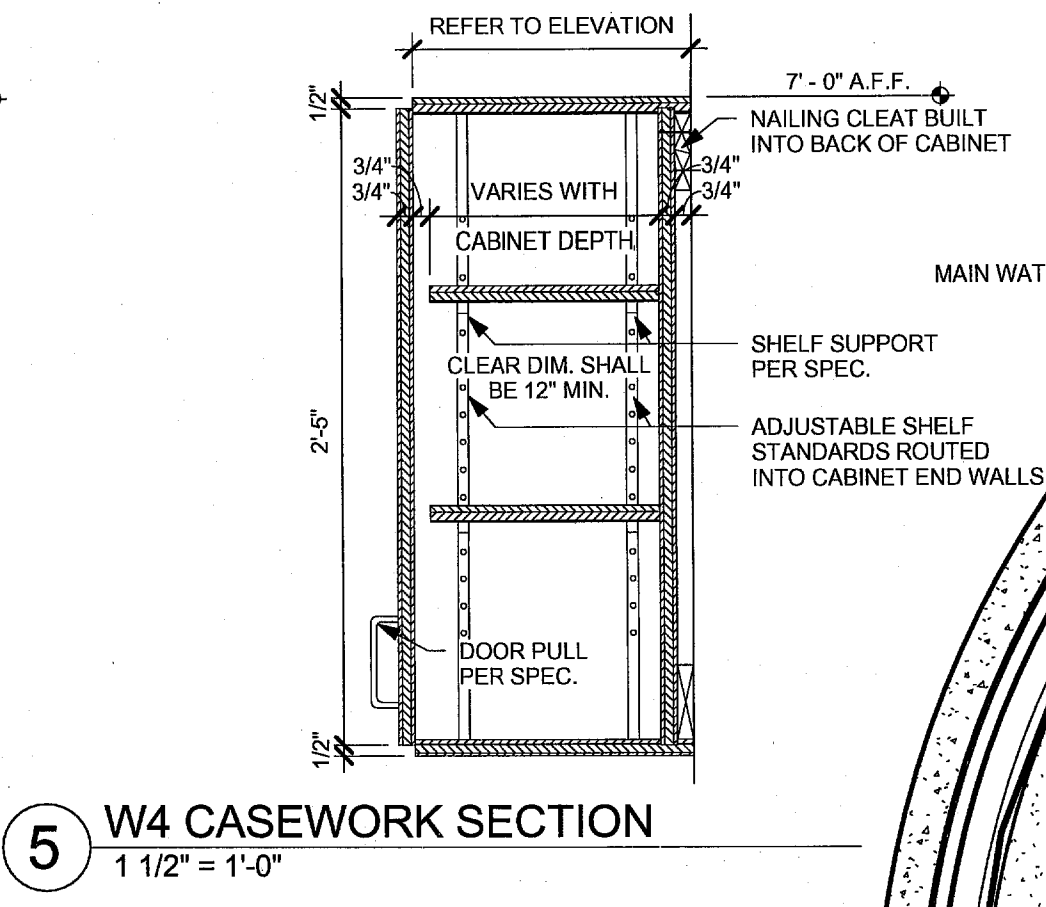 REFER TO ELEVATION
7' - 0" A.F.F.
1/2"
NAILING CLEAT BUILT
INTO BACK OF CABINET
3/4"
3/4"
VARIES WITH
CABINET DEPTH
3/4"
3/4"
MAIN WAT
SHELF SUPPORT
PER SPEC.
CLEAR DIM. SHALL
BE 12" MIN.
2'-5"
ADJUSTABLE SHELF
STANDARDS ROUTED
INTO CABINET END WALLS
DOOR PULL
PER SPEC.
1/2"
5
W4 CASEWORK SECTION
1 1/2" = 1'-0"